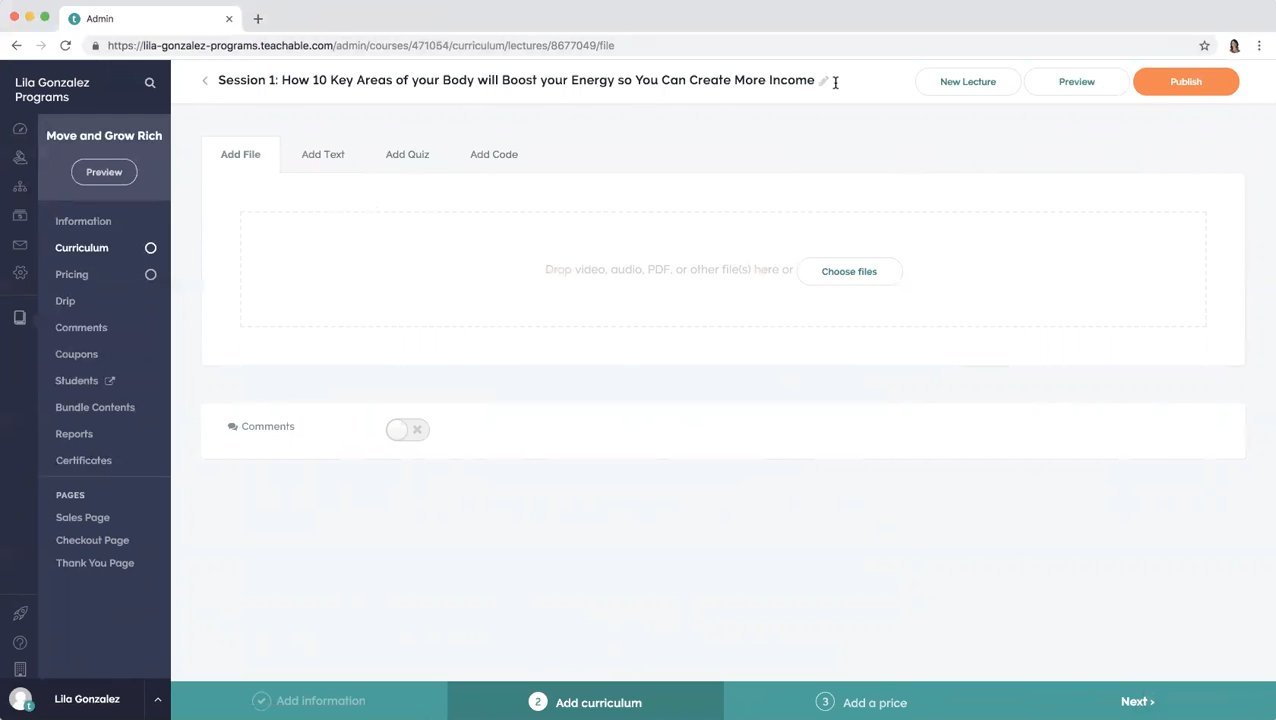 Admin
https://lila-gonzalez-programs.teachable.com/admin/courses/471054/curriculum/lectures/8677049/file
Lila Gonzalez
Programs
Session 1: How 10 Key Areas of your Body will Boost your Energy so You Can Create More Income
New Lecture
Preview
Publish
Move and Grow Rich
Preview
Add File
Add Text
Add Quiz
Add Code
Information
Curriculum
Pricing
Drip
Comments
Coupons
Students
Bundle Contents
Reports
Certificates
PAGES
Sales Page
Checkout Page
Thank You Page
Drop video, audio, PDF, or other file(s) here or
Choose files
Comments
Lila Gonzalez
Add information
2 Add curriculum
3 Add a price
Next ›